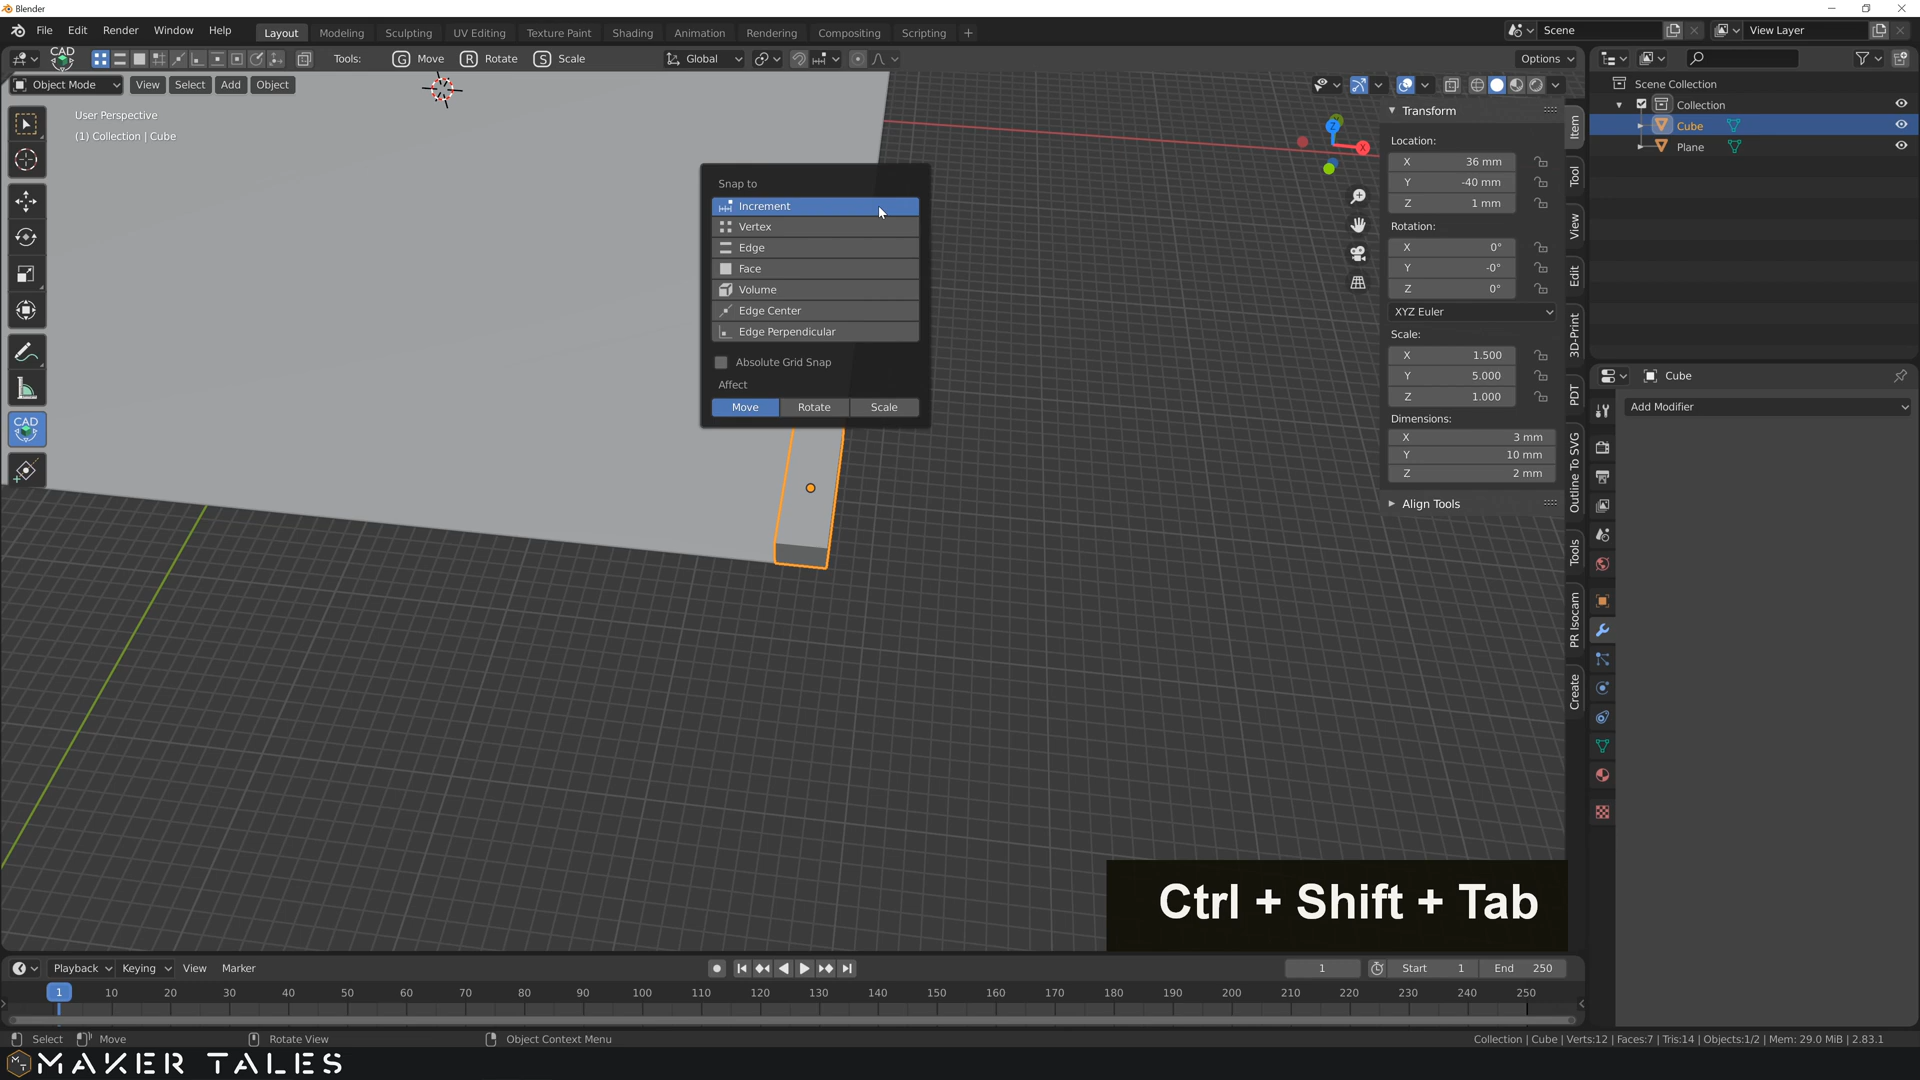 Blender
File Edit Render Window Help
Layout Modeling Sculpting UV Editing Texture Paint Shading Animation Rendering Compositing Scripting +
Scene
View Layer
CAD
Tools: G Move R Rotate S Scale
Global
Options
Object Mode View Select Add Object
User Perspective
(1) Collection | Cube
CAD
Snap to
Increment
Vertex
Edge
Face
Volume
Edge Center
Edge Perpendicular
Absolute Grid Snap
Affect
Move Rotate Scale
Z
X
Transform
Location:
X 36 mm
Y -40 mm
Z 1 mm
Rotation:
X 0°
Y -0°
Z 0°
XYZ Euler
Scale:
X 1.500
Y 5.000
Z 1.000
Dimensions:
X 3 mm
Y 10 mm
Z 2 mm
Align Tools
Item
Tool
View
Edit
3D-Print
PDT
Outline To SVG
Tools
PR Isocam
Create
Scene Collection
Collection
Cube
Plane
Cube
Add Modifier
Ctrl + Shift + Tab
Playback Keying View Marker
1 Start 1 End 250
1 10 20 30 40 50 60 70 80 90 100 110 120 130 140 150 160 170 180 190 200 210 220 230 240 250
Select Move Rotate View Object Context Menu
Collection | Cube | Verts:12 | Faces:7 | Tris:14 | Objects:1/2 | Mem: 29.0 MiB | 2.83.1
MAKER TALES